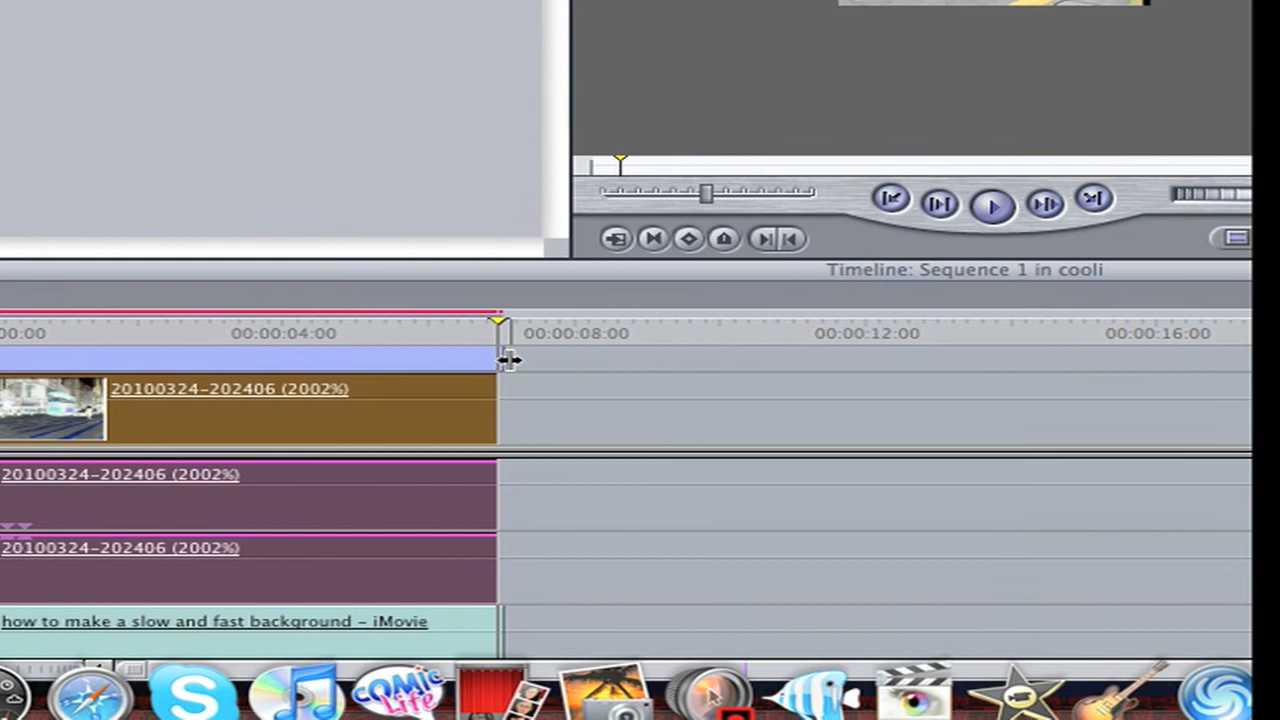 Timeline: Sequence 1 in cooli
00:00 00:00:04:00 00:00:08:00 00:00:12:00 00:00:16:00
20100324-202406 (2002%)
20100324-202406 (2002%)
20100324-202406 (2002%)
how to make a slow and fast background - iMovie
S COMIC Life